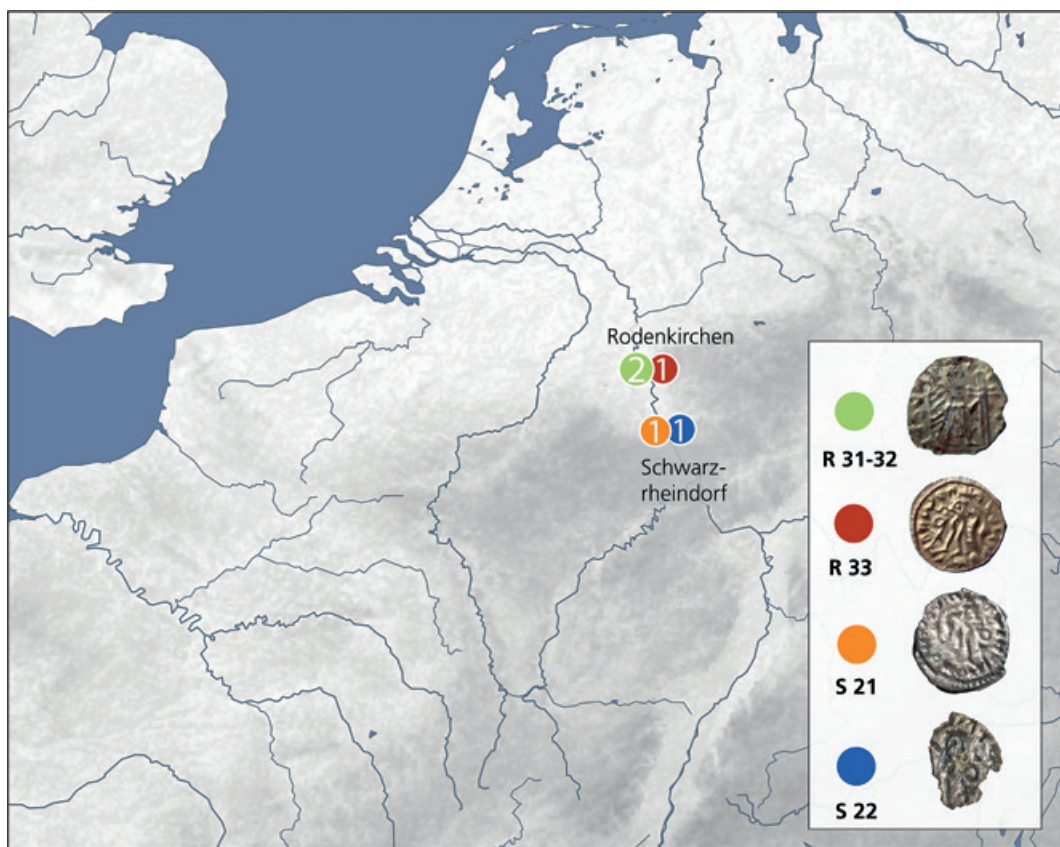 Rodenkirchen
2 1
1 1
Schwarz-
rheindorf
R 31-32
R 33
S 21
S 22